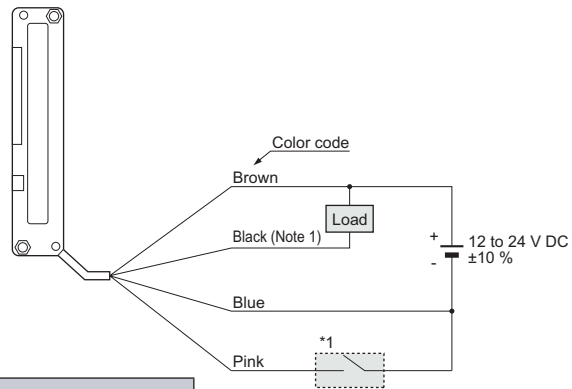 Color code
Brown
Load
Black (Note 1)
+
12 to 24 V DC
-
±10 %
Blue
*1
Pink